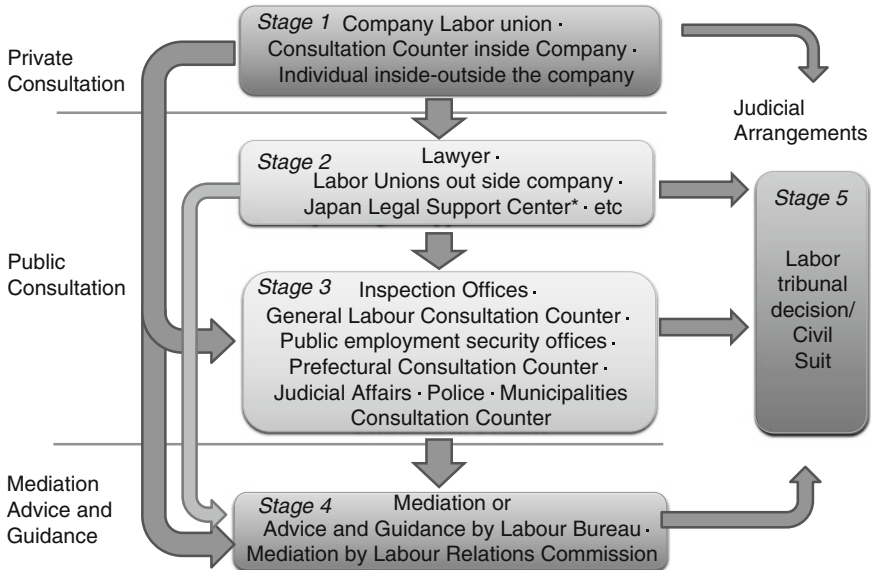 Private
Consultation
Stage 1 Company Labor union ·
Consultation Counter inside Company ·
Individual inside-outside the company
Judicial
Arrangements
Public
Consultation
Stage 2 Lawyer ·
Labor Unions out side company ·
Japan Legal Support Center* · etc
Stage 3 Inspection Offices ·
General Labour Consultation Counter ·
Public employment security offices ·
Prefectural Consultation Counter ·
Judicial Affairs · Police · Municipalities
Consultation Counter
Stage 5
Labor
tribunal
decision/
Civil
Suit
Mediation
Advice and
Guidance
Stage 4 Mediation or
Advice and Guidance by Labour Bureau ·
Mediation by Labour Relations Commission